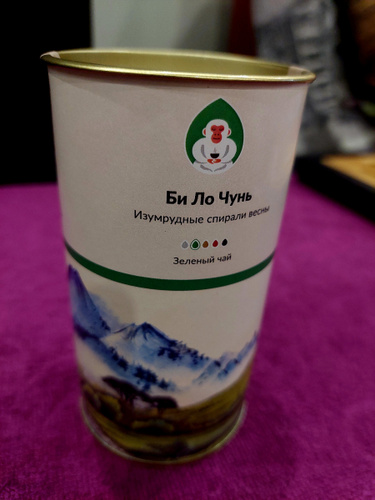 Би Ло Чунь
Изумрудные спирали весны
Зеленый чай